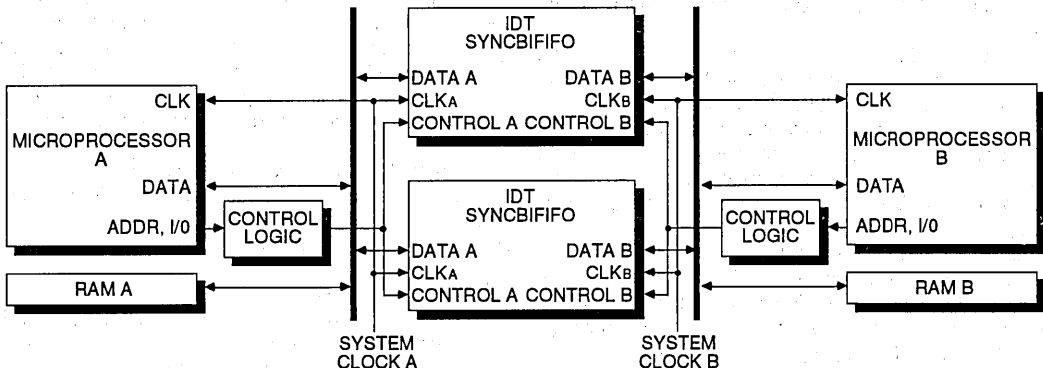 IDT
SYNCBIFIFO
DATA A DATA B
CLKA CLKB
CONTROL A CONTROL B
CLK
MICROPROCESSOR
A
DATA
ADDR, I/0
CONTROL
LOGIC
RAM A
IDT
SYNCBIFIFO
DATA A DATA B
CLKA CLKB
CONTROL A CONTROL B
CLK
MICROPROCESSOR
B
DATA
ADDR, I/0
CONTROL
LOGIC
RAM B
SYSTEM
CLOCK A
SYSTEM
CLOCK B